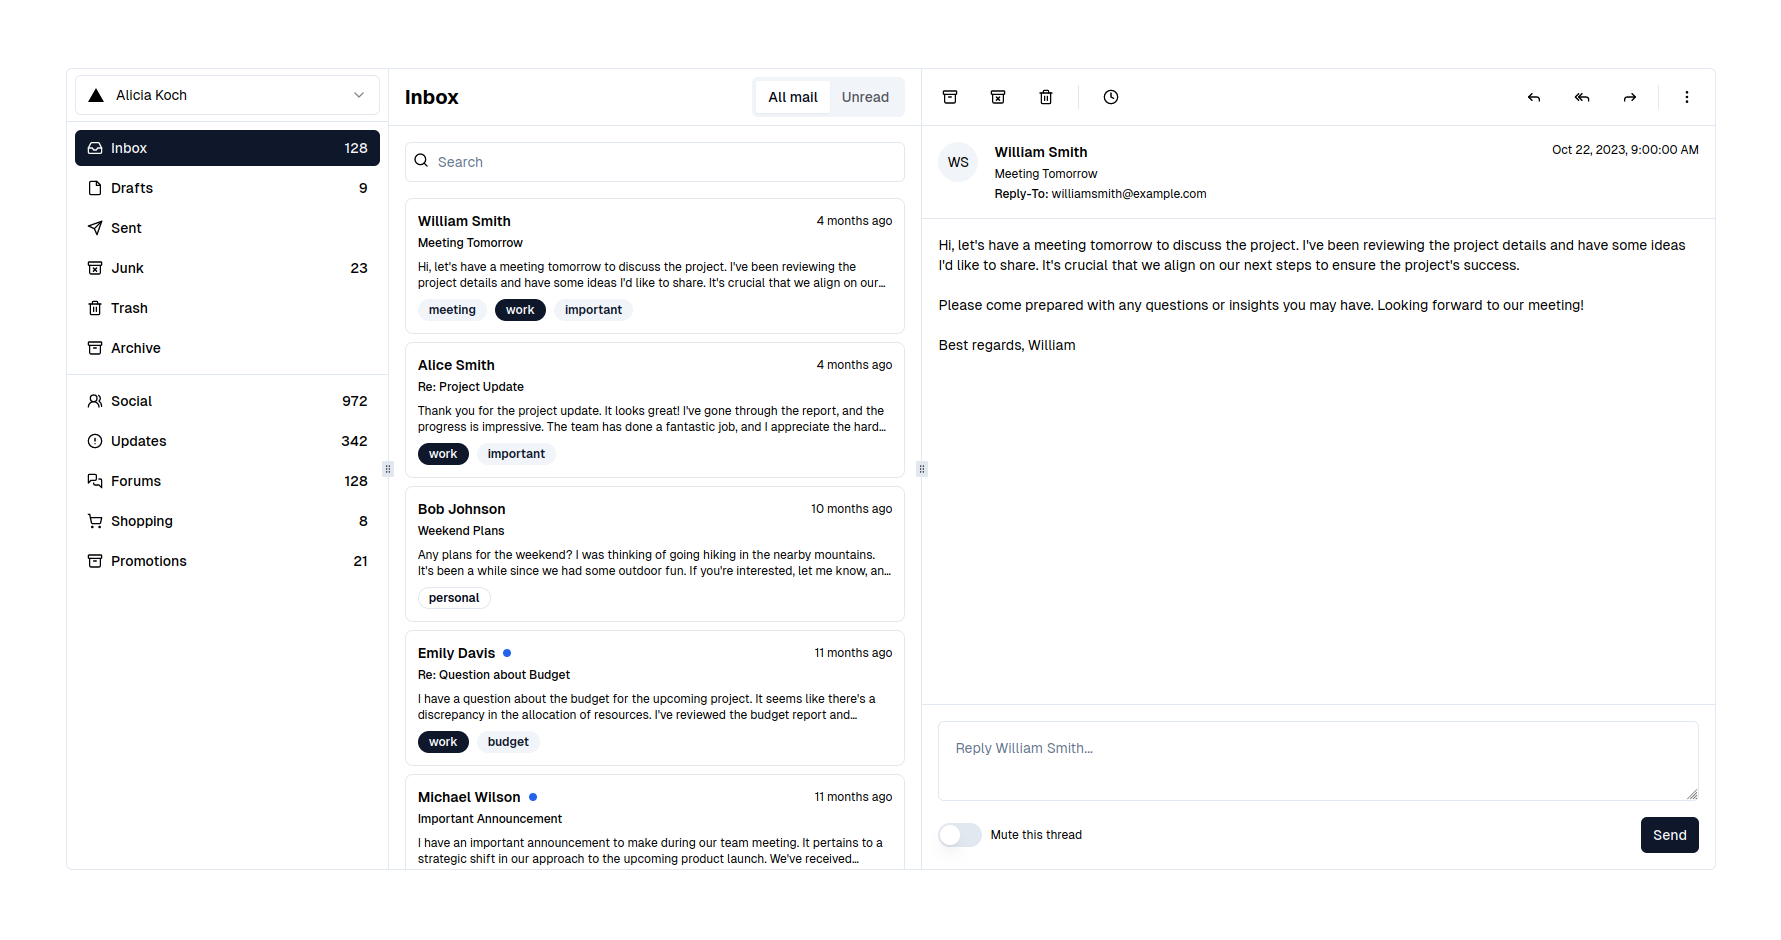 Alicia Koch
Inbox 128
Drafts 9
Sent
Junk 23
Trash
Archive
Social 972
Updates 342
Forums 128
Shopping 8
Promotions 21
Inbox
All mail Unread
Search
William Smith 4 months ago
Meeting Tomorrow
Hi, let's have a meeting tomorrow to discuss the project. I've been reviewing the
project details and have some ideas I'd like to share. It's crucial that we align on our…
meeting work important
Alice Smith 4 months ago
Re: Project Update
Thank you for the project update. It looks great! I've gone through the report, and the
progress is impressive. The team has done a fantastic job, and I appreciate the hard…
work important
Bob Johnson 10 months ago
Weekend Plans
Any plans for the weekend? I was thinking of going hiking in the nearby mountains.
It's been a while since we had some outdoor fun. If you're interested, let me know, an…
personal
Emily Davis 11 months ago
Re: Question about Budget
I have a question about the budget for the upcoming project. It seems like there's a
discrepancy in the allocation of resources. I've reviewed the budget report and…
work budget
Michael Wilson 11 months ago
Important Announcement
I have an important announcement to make during our team meeting. It pertains to a
strategic shift in our approach to the upcoming product launch. We've received…
WS
William Smith Oct 22, 2023, 9:00:00 AM
Meeting Tomorrow
Reply-To: williamsmith@example.com
Hi, let's have a meeting tomorrow to discuss the project. I've been reviewing the project details and have some ideas
I'd like to share. It's crucial that we align on our next steps to ensure the project's success.
Please come prepared with any questions or insights you may have. Looking forward to our meeting!
Best regards, William
Reply William Smith...
Mute this thread Send